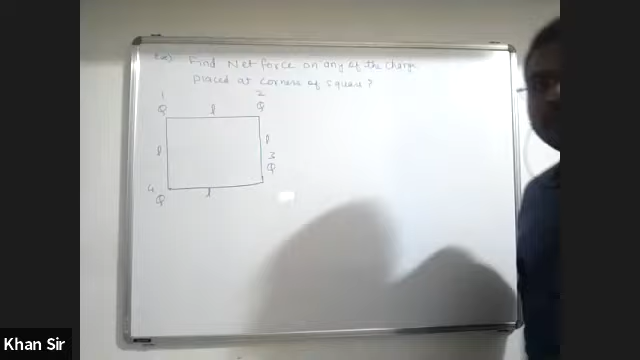 Find Net force on any of the charge
placed at corners of square?
1 2
Q l Q
l l
3
Q
4
Q l
Khan Sir